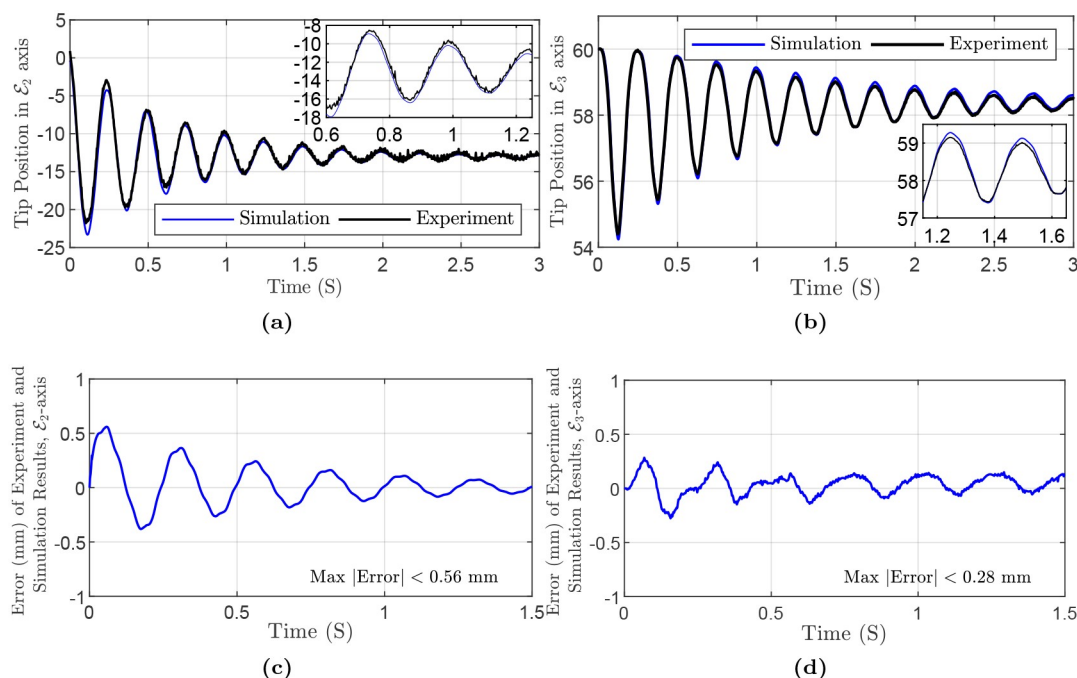 Tip Position in ℰ₂ axis
5
0
-5
-10
-15
-20
-25
0
0.5
1
1.5
2
2.5
3
Time (S)
-8
-10
-12
-14
-16
-18
0.6
0.8
1
1.2
Simulation
Experiment
(a)
Tip Position in ℰ₃ axis
60
58
56
54
0
0.5
1
1.5
2
2.5
3
Time (S)
Simulation
Experiment
59
58
57
1.2
1.4
1.6
(b)
Error (mm) of Experiment and
Simulation Results, ℰ₂-axis
1
0.5
0
-0.5
-1
0
0.5
1
1.5
Max |Error| < 0.56 mm
Time (S)
(c)
Error (mm) of Experiment and
Simulation Results, ℰ₃-axis
1
0.5
0
-0.5
-1
0
0.5
1
1.5
Max |Error| < 0.28 mm
Time (S)
(d)